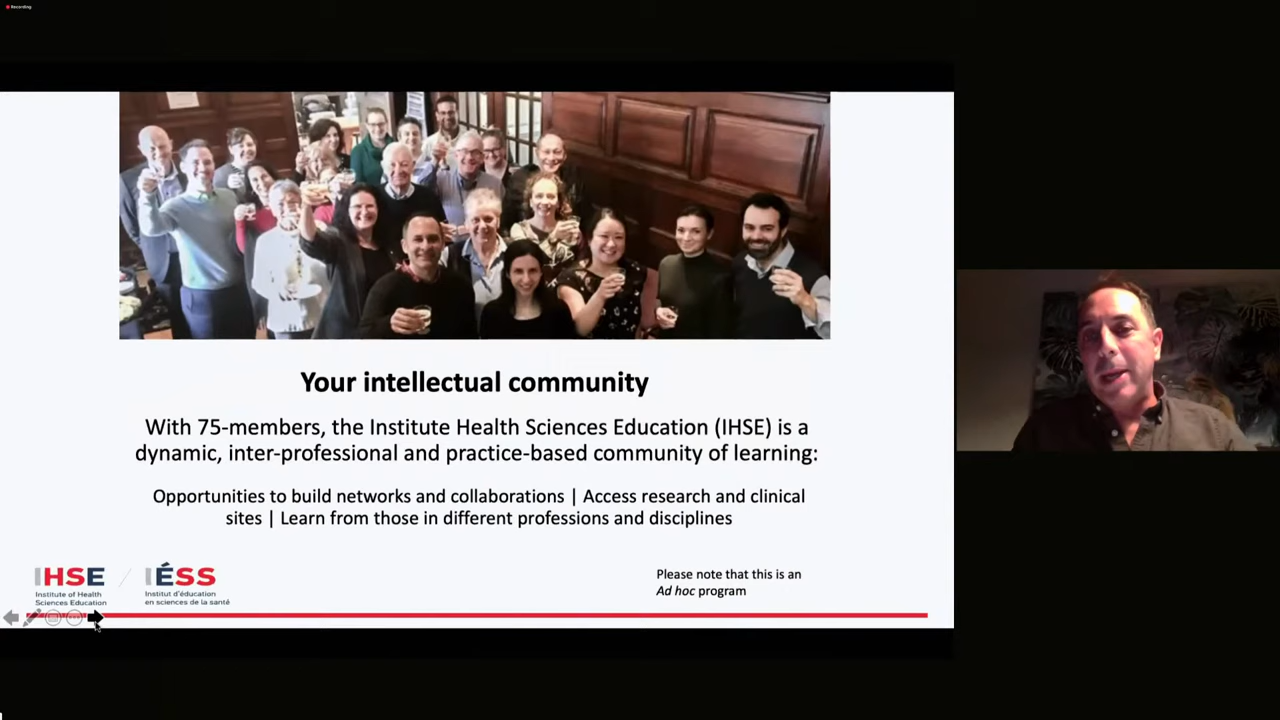 Recording
Your intellectual community
With 75-members, the Institute Health Sciences Education (IHSE) is a
dynamic, inter-professional and practice-based community of learning:
Opportunities to build networks and collaborations | Access research and clinical
sites | Learn from those in different professions and disciplines
IHSE / IÉSS
Institute of Health
Sciences Education
Institut d'éducation
en sciences de la santé
Please note that this is an
Ad hoc program